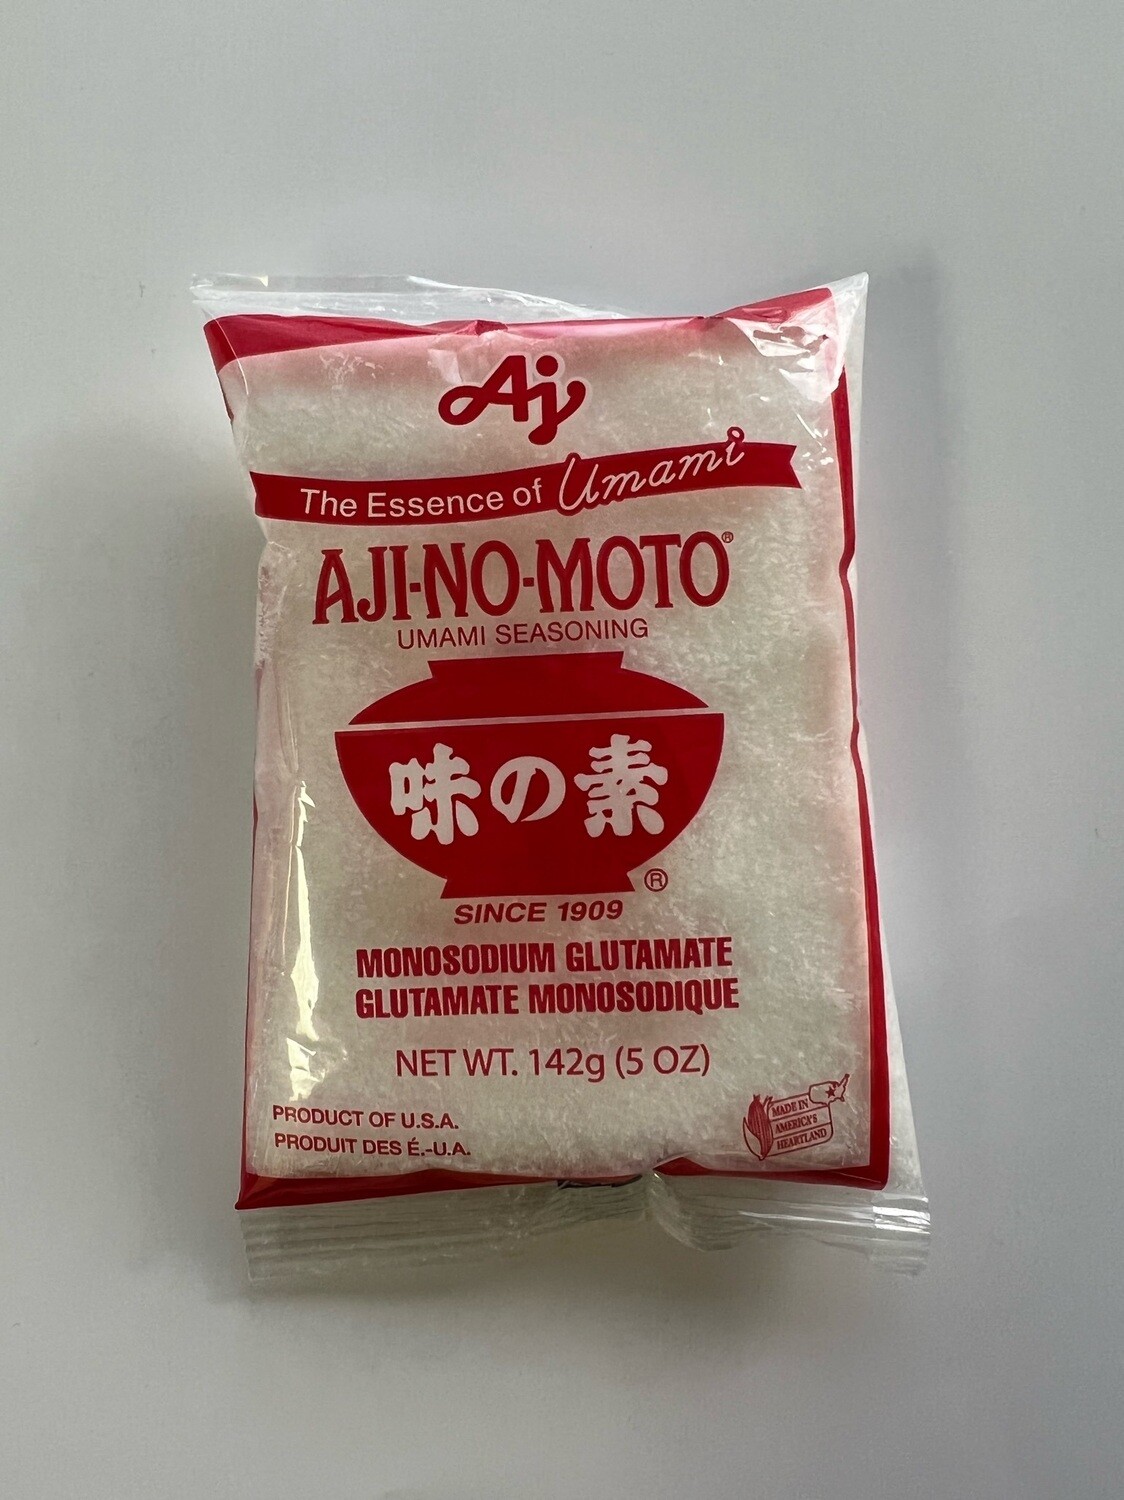 Aj
The Essence of Umami
AJI-NO-MOTO®
UMAMI SEASONING
味の素
®
SINCE 1909
MONOSODIUM GLUTAMATE
GLUTAMATE MONOSODIQUE
NET WT. 142g (5 OZ)
PRODUCT OF U.S.A.
PRODUIT DES É.-U.A.
MADE IN
AMERICA'S
HEARTLAND